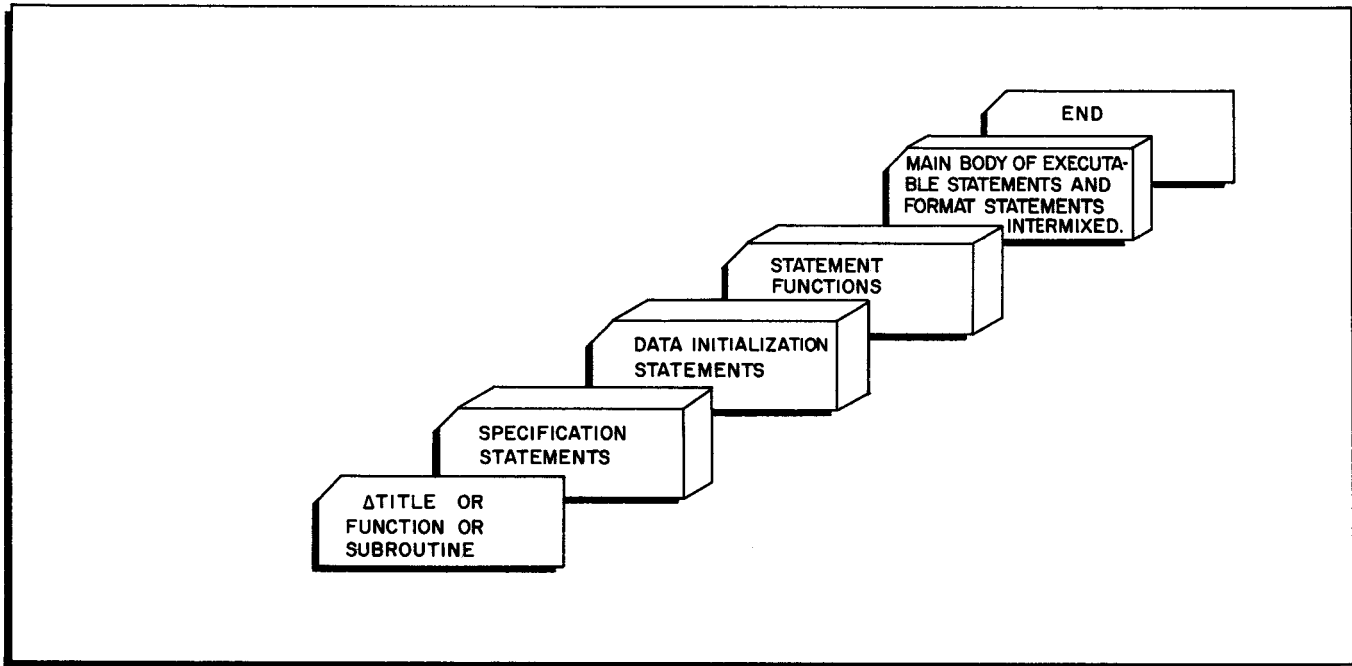 END
MAIN BODY OF EXECUTA-
BLE STATEMENTS AND
FORMAT STATEMENTS
INTERMIXED.
STATEMENT
FUNCTIONS
DATA INITIALIZATION
STATEMENTS
SPECIFICATION
STATEMENTS
ΔTITLE OR
FUNCTION OR
SUBROUTINE